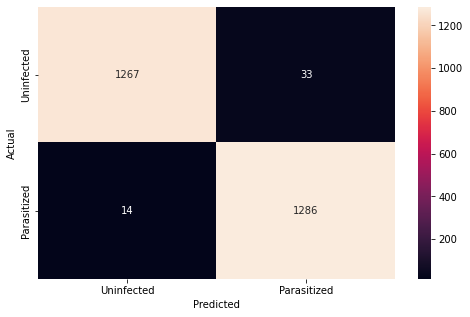 Actual
Uninfected
Parasitized
1267
33
14
1286
Uninfected
Parasitized
Predicted
1200
1000
800
600
400
200